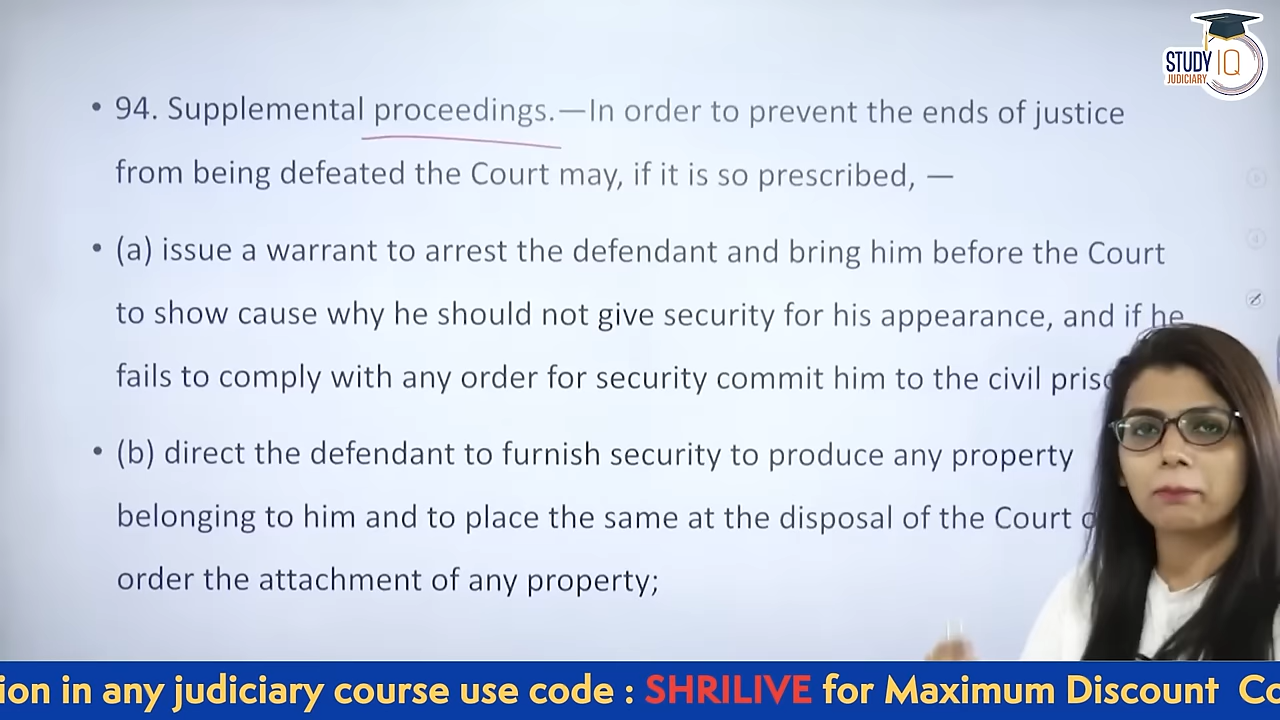 STUDY IQ
JUDICIARY
• 94. Supplemental proceedings.—In order to prevent the ends of justice
from being defeated the Court may, if it is so prescribed, —
• (a) issue a warrant to arrest the defendant and bring him before the Court
to show cause why he should not give security for his appearance, and if he
fails to comply with any order for security commit him to the civil
• (b) direct the defendant to furnish security to produce any property
belonging to him and to place the same at the disposal of the Court
order the attachment of any property;
in any judiciary course use code : SHRILIVE for Maximum Discount